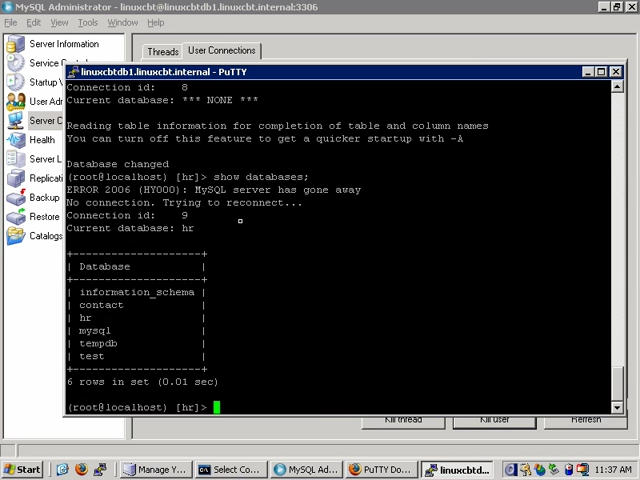 MySQL Administrator - linuxcbt@linuxcbtdb1.linuxcbt.internal:3306
File Edit View Tools Window Help
Server Information
Threads
User Connections
Service Co
Startup V
User Adm
Server C
Health
Server L
Replicati
Backup
Restore
Catalogs
linuxcbtdb1.linuxcbt.internal - PuTTY
Connection id:    8
Current database: *** NONE ***
Reading table information for completion of table and column names
You can turn off this feature to get a quicker startup with -A
Database changed
(root@localhost) [hr]> show databases;
ERROR 2006 (HY000): MySQL server has gone away
No connection. Trying to reconnect...
Connection id:    9
Current database: hr
+--------------------+
| Database           |
+--------------------+
| information_schema |
| contact            |
| hr                 |
| mysql              |
| tempdb             |
| test               |
+--------------------+
6 rows in set (0.01 sec)
(root@localhost) [hr]>
Kill thread
Kill user
Refresh
Start
Manage Y...
Select Co...
MySQL Ad...
PuTTY Do...
linuxcbtd...
11:37 AM